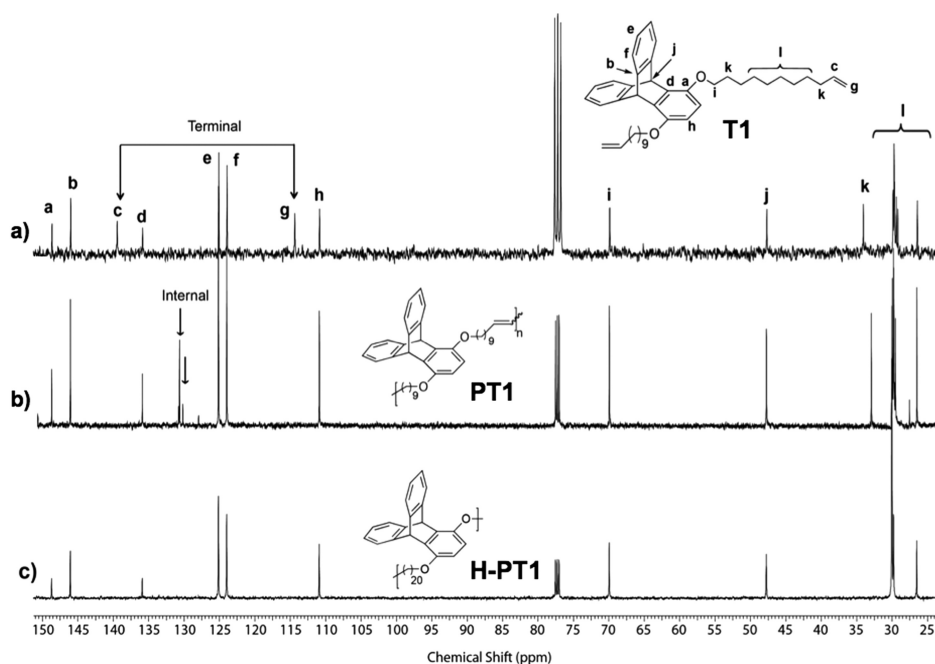 e
f
b
j
d
a
O
i
k
l
k
c
g
h
O
9
T1
Terminal
a
b
c
d
e
f
g
h
i
j
k
l
a)
Internal
O
9
n
9
O
PT1
b)
O
20
O
H-PT1
c)
150 145 140 135 130 125 120 115 110 105 100 95 90 85 80 75 70 65 60 55 50 45 40 35 30 25
Chemical Shift (ppm)